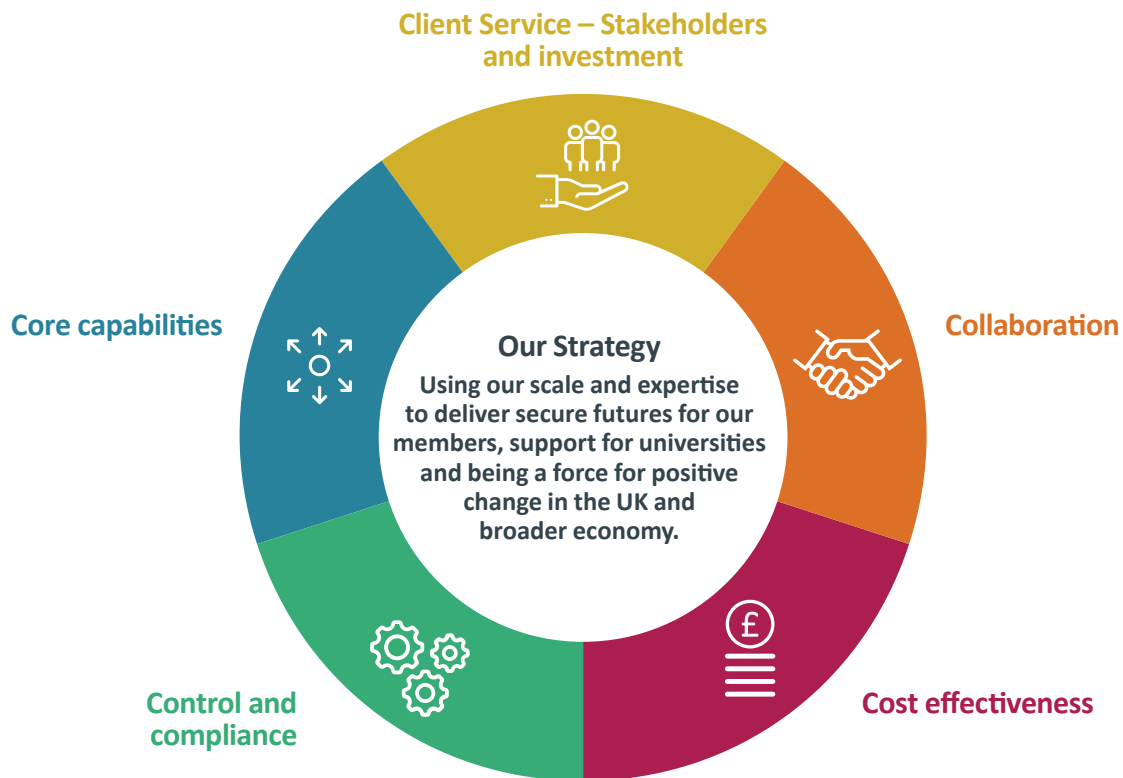 Client Service – Stakeholders
and investment
Core capabilities
Collaboration
Our Strategy
Using our scale and expertise
to deliver secure futures for our
members, support for universities
and being a force for positive
change in the UK and
broader economy.
£
Control and
compliance
Cost effectiveness